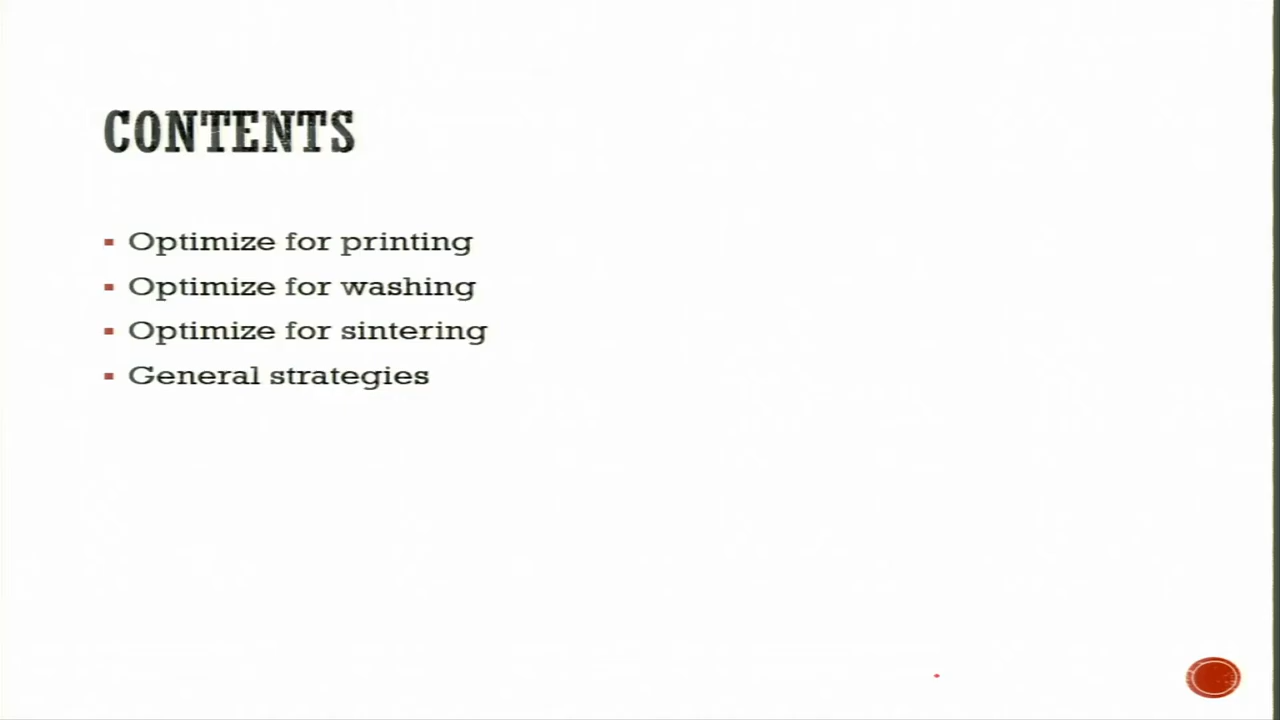 CONTENTS
Optimize for printing
Optimize for washing
Optimize for sintering
General strategies